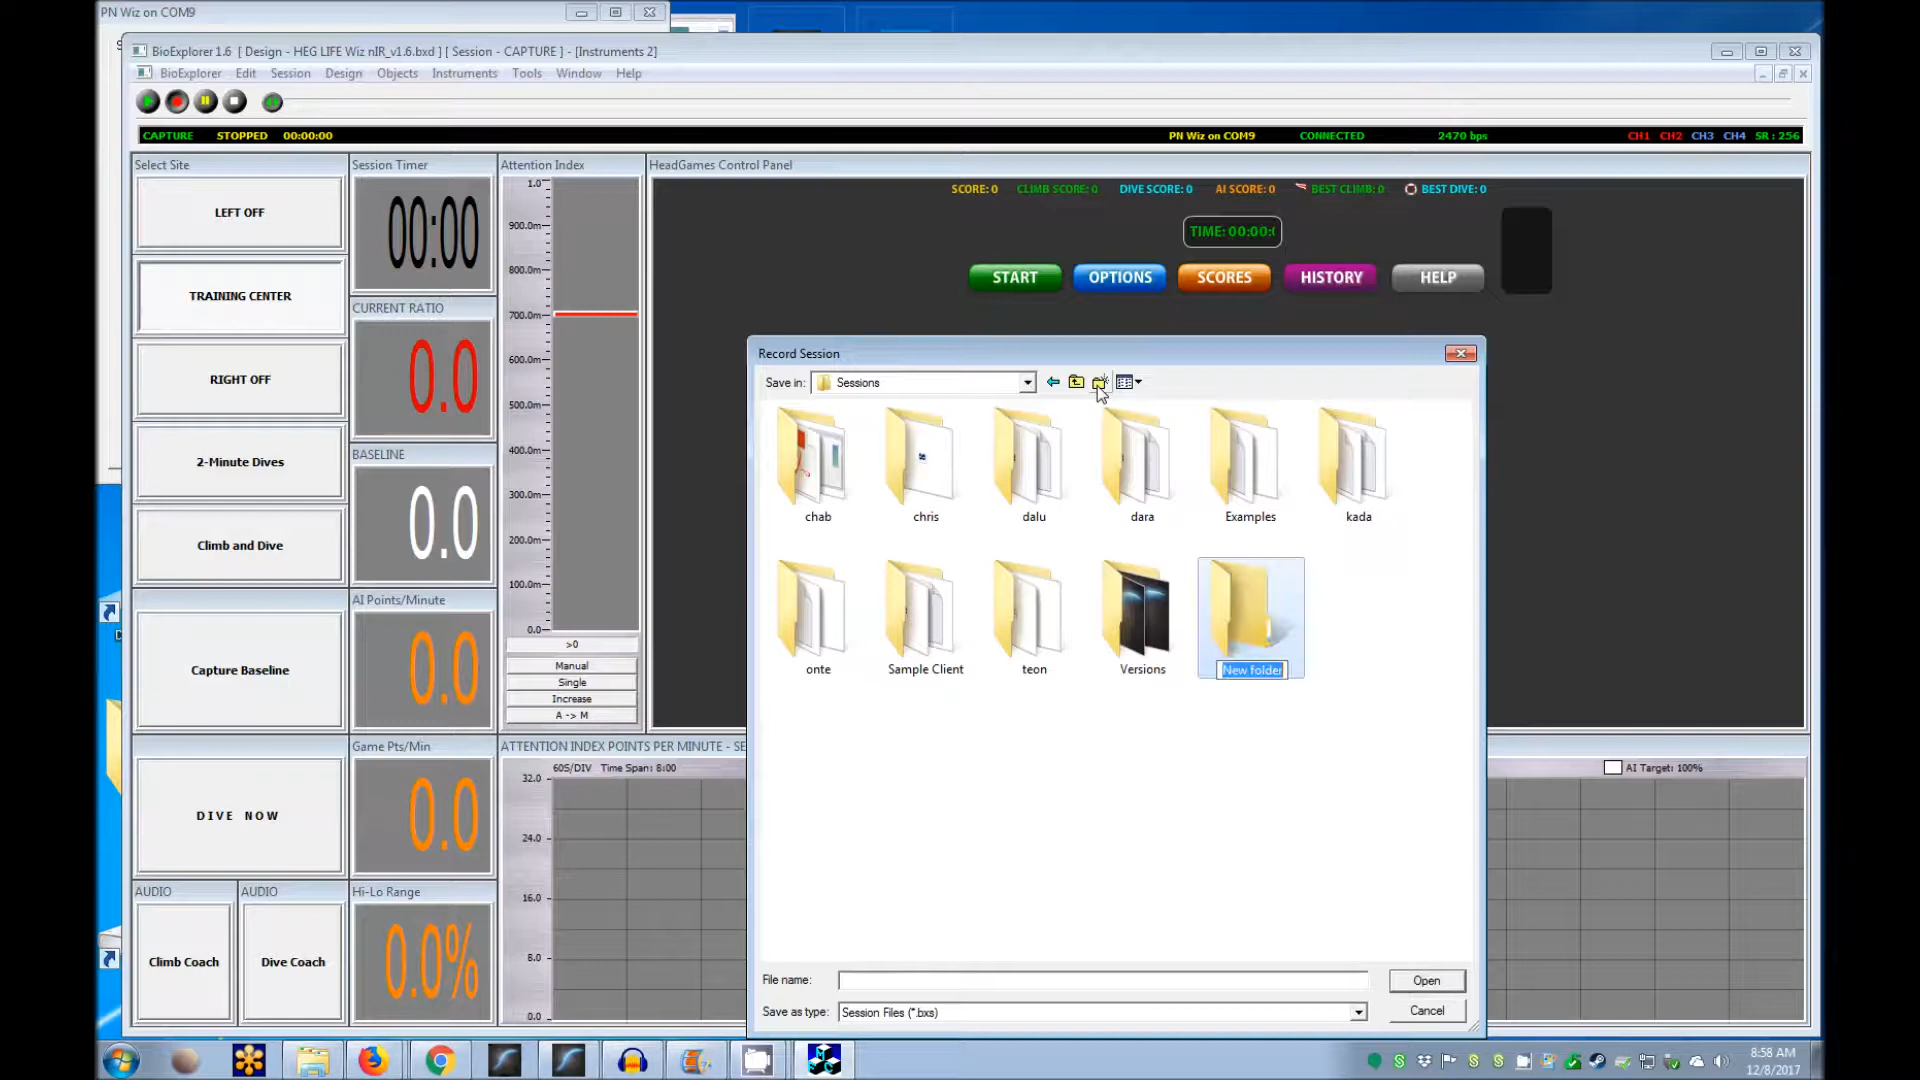 PN Wiz on COM9
BioExplorer 1.6 [ Design - HEG LIFE Wiz nIR_v1.6.bxd ] [ Session - CAPTURE ] - [Instruments 2]
BioExplorer Edit Session Design Objects Instruments Tools Window Help
CAPTURE STOPPED 00:00:00 PN Wiz on COM9 CONNECTED 2470 bps CH1 CH2 CH3 CH4 SR : 256
Select Site
LEFT OFF
TRAINING CENTER
RIGHT OFF
2-Minute Dives
Climb and Dive
Capture Baseline
DIVE NOW
AUDIO
Climb Coach
AUDIO
Dive Coach
Session Timer
00:00
CURRENT RATIO
0.0
BASELINE
0.0
AI Points/Minute
0.0
Game Pts/Min
0.0
Hi-Lo Range
0.0%
Attention Index
1.0
900.0m
800.0m
700.0m
600.0m
500.0m
400.0m
300.0m
200.0m
100.0m
0.0
>0
Manual
Single
Increase
A -> M
HeadGames Control Panel
SCORE: 0 CLIMB SCORE: 0 DIVE SCORE: 0 AI SCORE: 0 BEST CLIMB: 0 BEST DIVE: 0
TIME: 00:00:
START OPTIONS SCORES HISTORY HELP
Record Session
Save in: Sessions
chab chris dalu dara Examples kada
onte Sample Client teon Versions New folder
File name: Open
Save as type: Session Files (*.bxs) Cancel
ATTENTION INDEX POINTS PER MINUTE - SE
60S/DIV Time Span: 8:00
AI Target: 100%
32.0
24.0
16.0
8.0
0.0
8:58 AM
12/8/2017